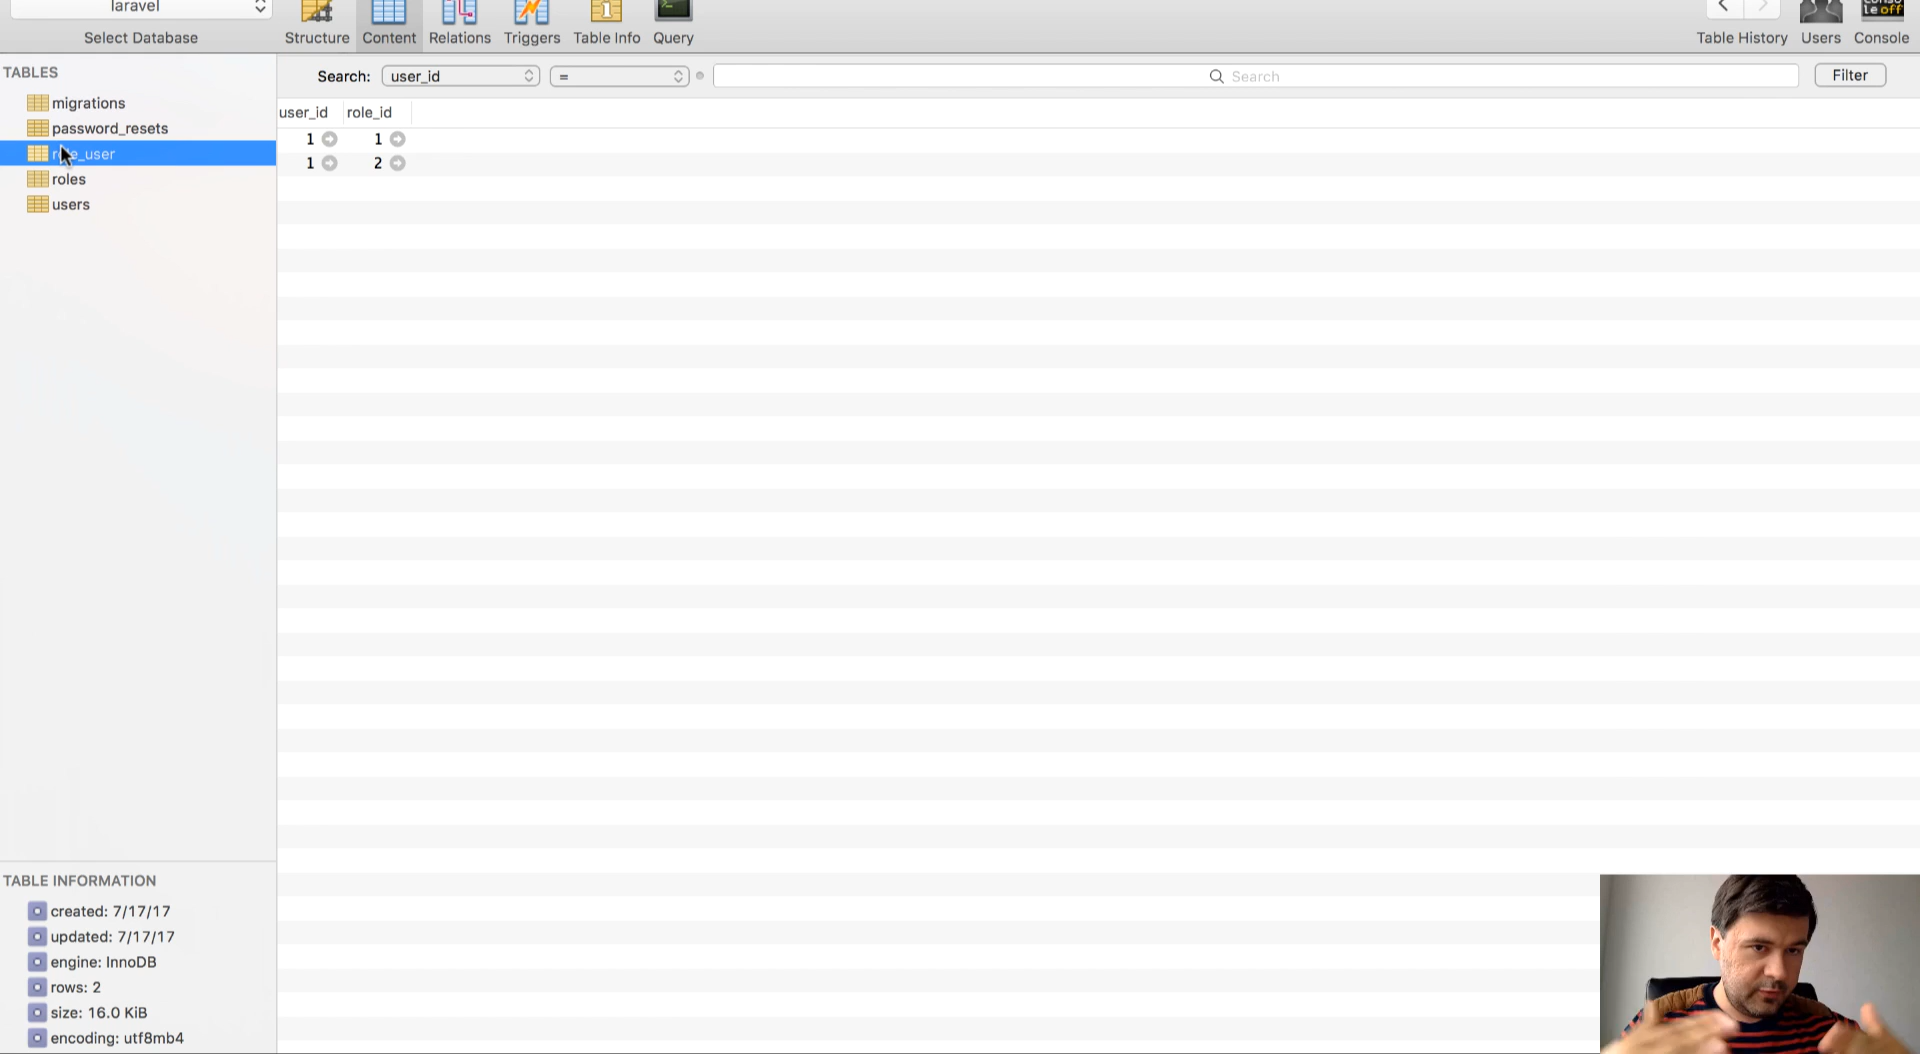 laravel
Select Database
Structure
Content
Relations
Triggers
Table Info
Query
Table History
Users
Console
TABLES
migrations
password_resets
role_user
roles
users
Search: user_id = Search Filter
user_id role_id
1 1
1 2
TABLE INFORMATION
created: 7/17/17
updated: 7/17/17
engine: InnoDB
rows: 2
size: 16.0 KiB
encoding: utf8mb4